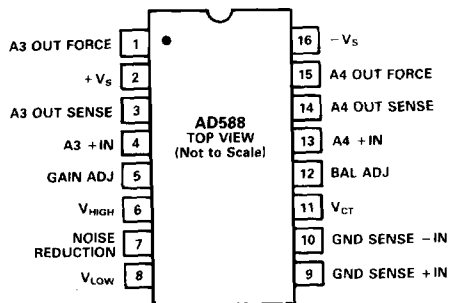 A3 OUT FORCE 1
+VS 2
A3 OUT SENSE 3
A3 +IN 4
GAIN ADJ 5
VHIGH 6
NOISE
REDUCTION 7
VLOW 8
AD588
TOP VIEW
(Not to Scale)
16 −VS
15 A4 OUT FORCE
14 A4 OUT SENSE
13 A4 +IN
12 BAL ADJ
11 VCT
10 GND SENSE −IN
9 GND SENSE +IN